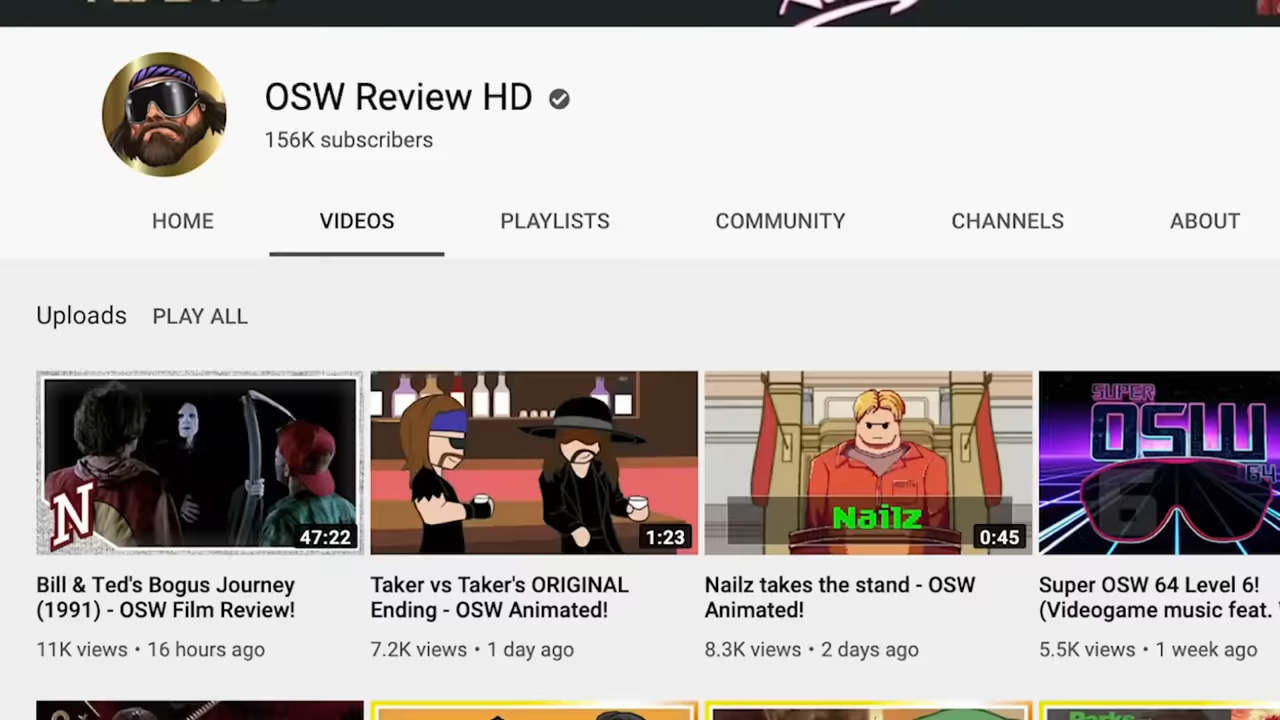 OSW Review HD
156K subscribers
HOME VIDEOS PLAYLISTS COMMUNITY CHANNELS ABOUT
Uploads PLAY ALL
N 47:22
1:23
Nailz 0:45
SUPER
OSW
64
6
Bill & Ted's Bogus Journey
(1991) - OSW Film Review!
11K views • 16 hours ago
Taker vs Taker's ORIGINAL
Ending - OSW Animated!
7.2K views • 1 day ago
Nailz takes the stand - OSW
Animated!
8.3K views • 2 days ago
Super OSW 64 Level 6!
(Videogame music feat.
5.5K views • 1 week ago